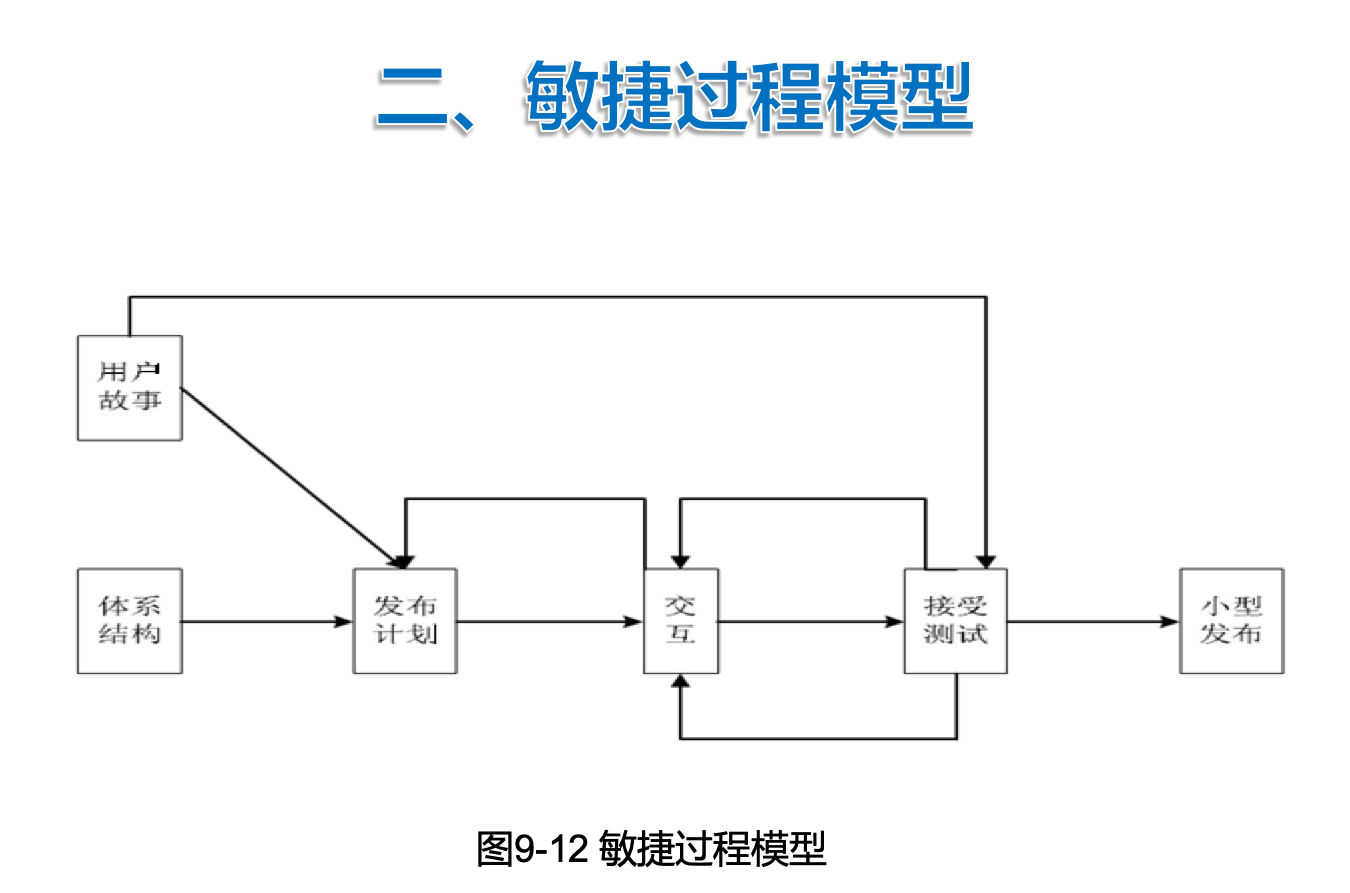 二、敏捷过程模型
用户
故事
体系
结构
发布
计划
交
互
接受
测试
小型
发布
图9-12 敏捷过程模型